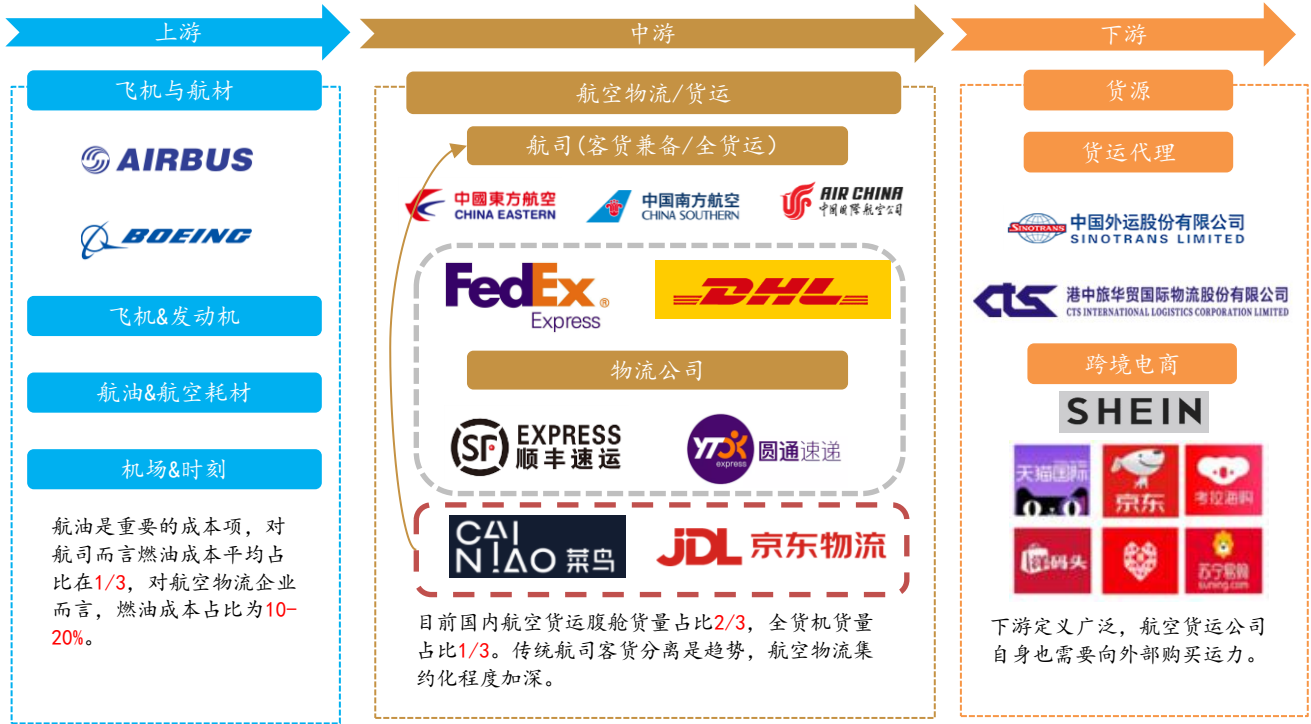 上游
中游
下游
飞机与航材
AIRBUS
BOEING
飞机&发动机
航油&航空耗材
机场&时刻
航油是重要的成本项，对
航司而言燃油成本平均占
比在1/3，对航空物流企业
而言，燃油成本占比为10-
20%。
航空物流/货运
航司(客货兼备/全货运)
中國東方航空
CHINA EASTERN
中国南方航空
CHINA SOUTHERN
AIR CHINA
中国国际航空公司
FedEx
®
Express
DHL
物流公司
SF
EXPRESS
顺丰速运
YTO
express
圆通速递
CAI
NIAO 菜鸟
JDL 京东物流
目前国内航空货运腹舱货量占比2/3，全货机货量
占比1/3。传统航司客货分离是趋势，航空物流集
约化程度加深。
货源
货运代理
SINOTRANS
中国外运股份有限公司
SINOTRANS LIMITED
cts
港中旅华贸国际物流股份有限公司
CTS INTERNATIONAL LOGISTICS CORPORATION LIMITED
跨境电商
SHEIN
天猫国际
京东
考拉海购
洋码头
苏宁易购
suning.com
下游定义广泛，航空货运公司
自身也需要向外部购买运力。